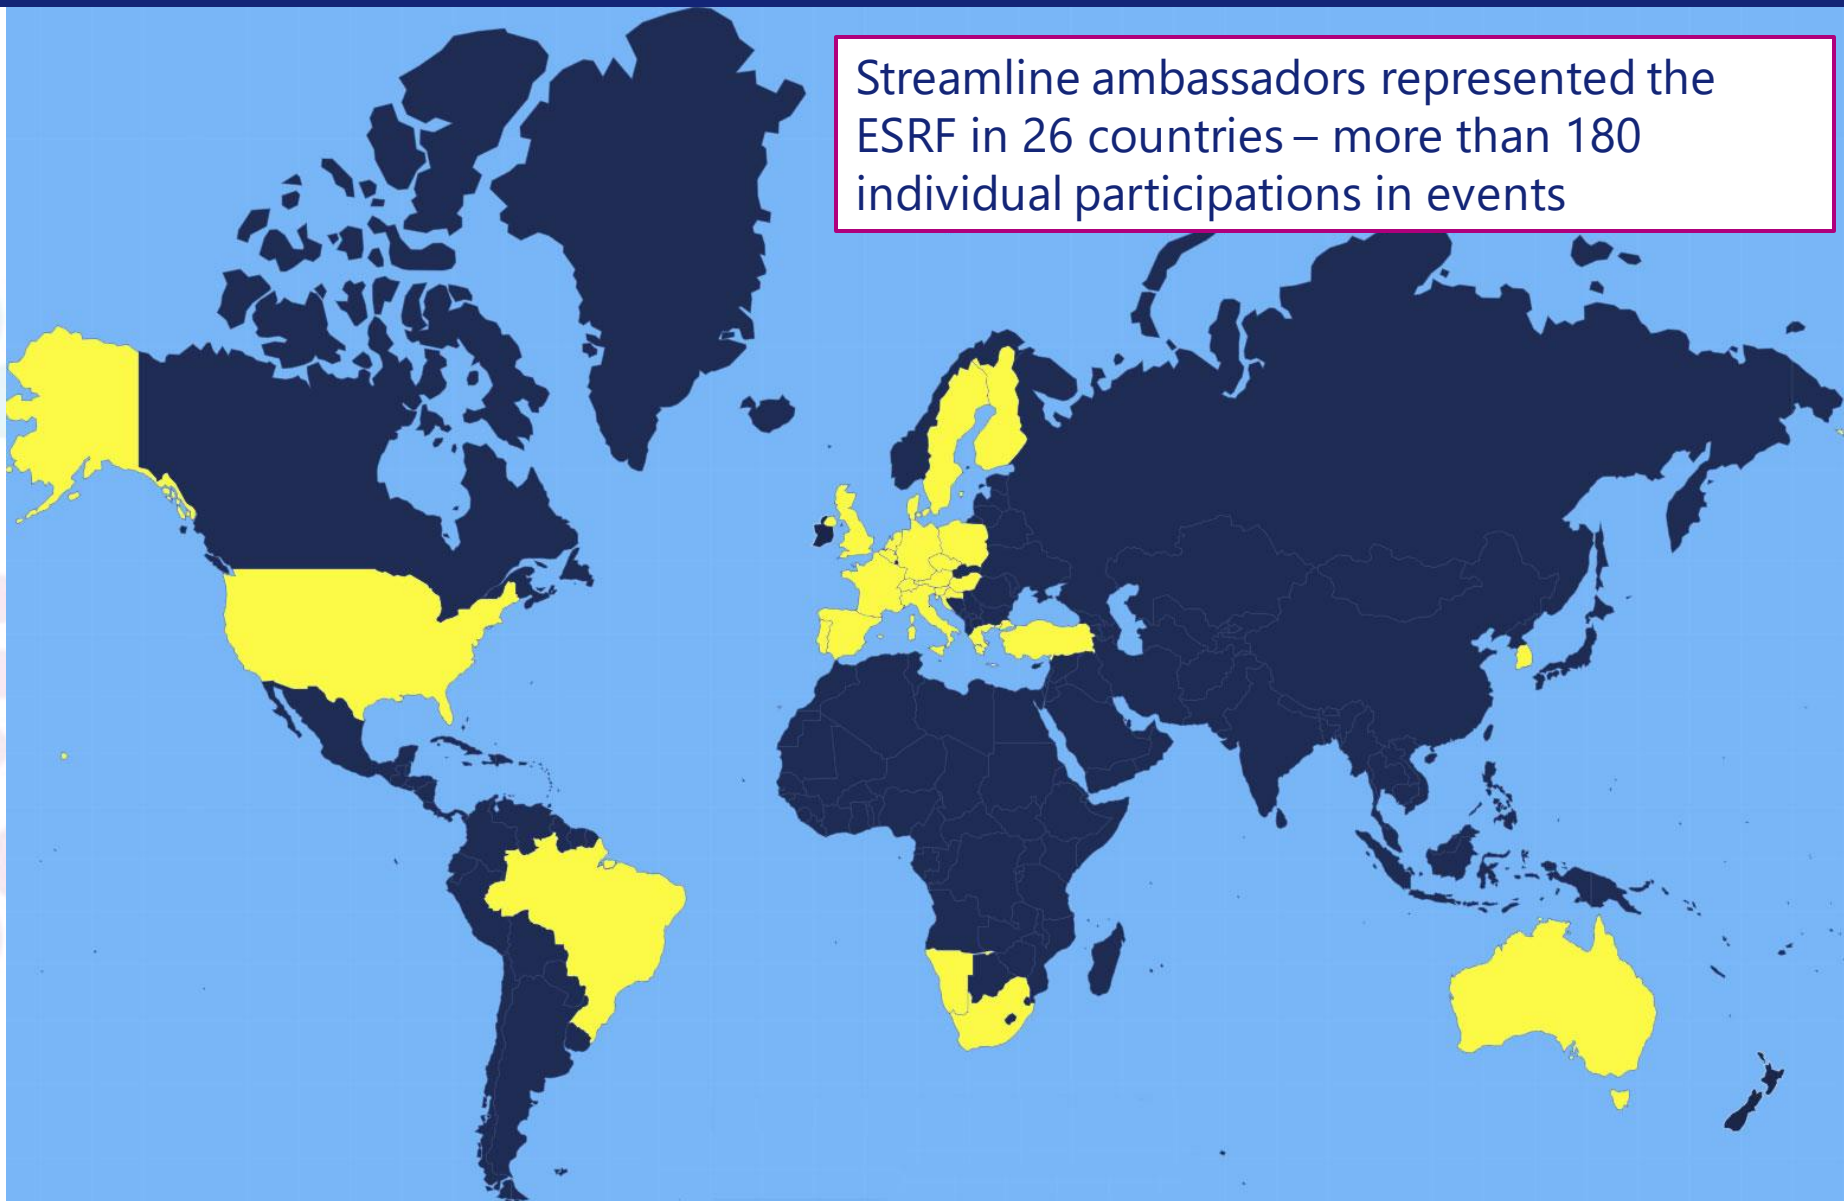 Streamline ambassadors represented the
ESRF in 26 countries – more than 180
individual participations in events